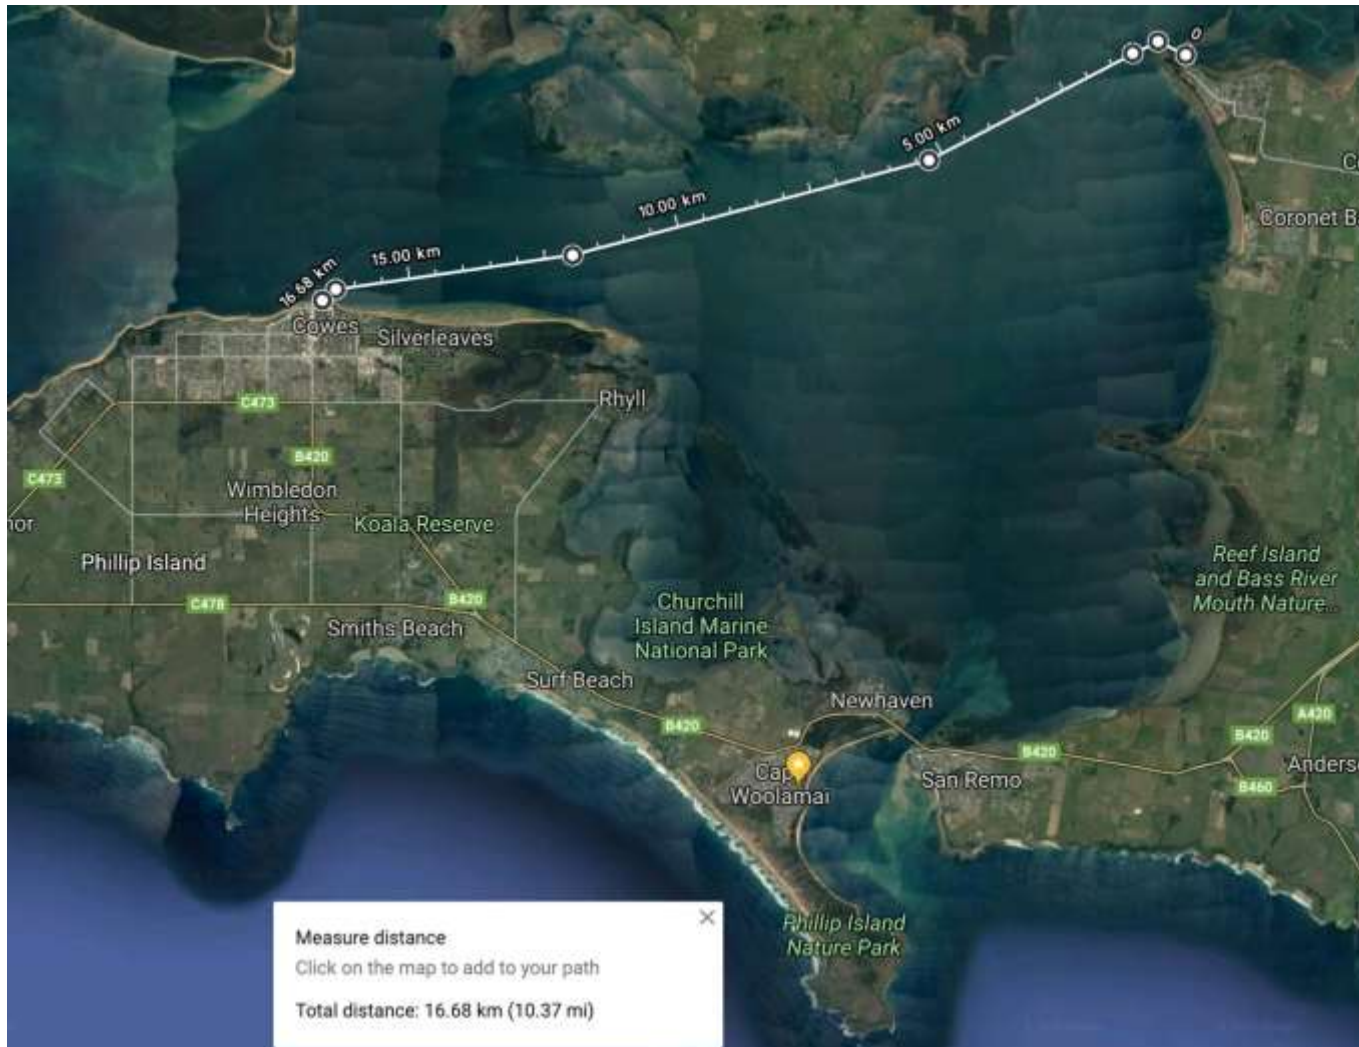 0
5.00 km
10.00 km
15.00 km
16.68 km
Coronet B
Cowes
Silverleaves
Rhyll
C473
B420
C473
Wimbledon
Heights
nor
Koala Reserve
Phillip Island
C478
B420
Smiths Beach
Churchill
Island Marine
National Park
Reef Island
and Bass River
Mouth Nature...
Surf Beach
Newhaven
B420
B420
B420
A420
Anderso
B460
Cap
Woolamai
San Remo
Phillip Island
Nature Park
Measure distance
Click on the map to add to your path
Total distance: 16.68 km (10.37 mi)